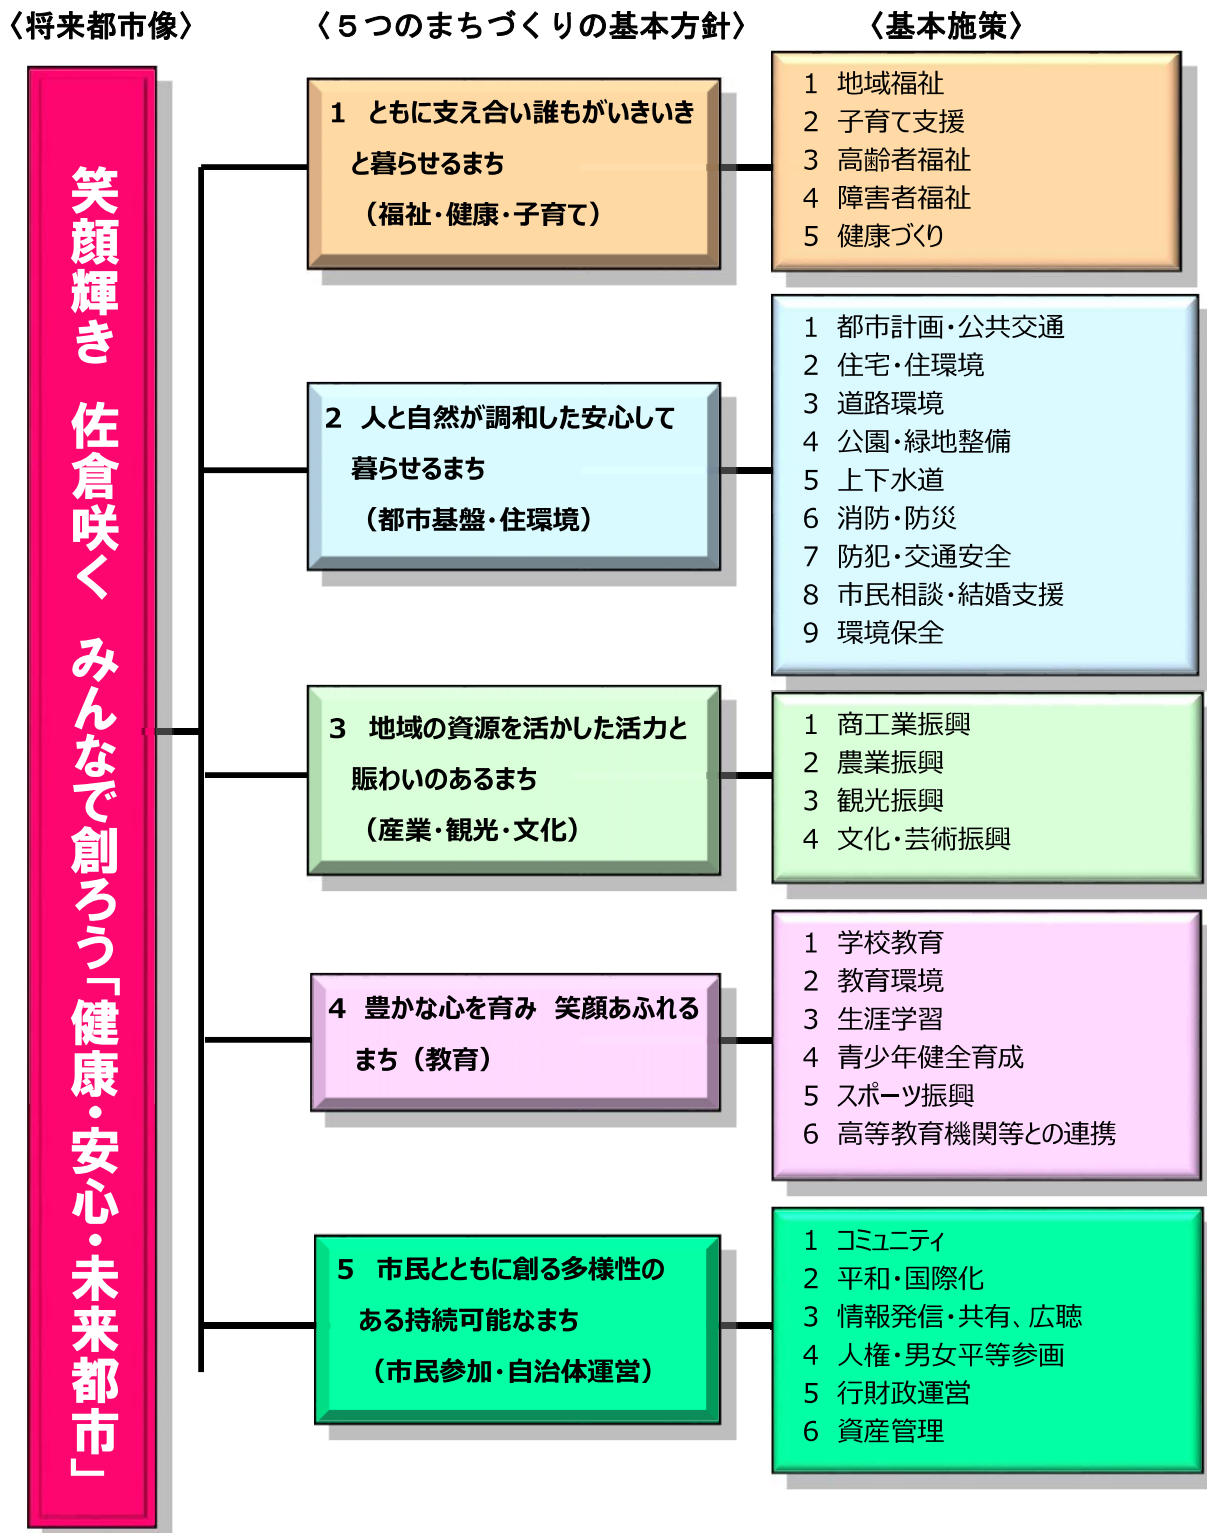 〈将来都市像〉
〈５つのまちづくりの基本方針〉
〈基本施策〉
笑顔輝き　佐倉咲く　みんなで創ろう「健康・安心・未来都市」
1　ともに支え合い誰もがいきいき
と暮らせるまち
（福祉・健康・子育て）
1　地域福祉
2　子育て支援
3　高齢者福祉
4　障害者福祉
5　健康づくり
2　人と自然が調和した安心して
暮らせるまち
（都市基盤・住環境）
1　都市計画・公共交通
2　住宅・住環境
3　道路環境
4　公園・緑地整備
5　上下水道
6　消防・防災
7　防犯・交通安全
8　市民相談・結婚支援
9　環境保全
3　地域の資源を活かした活力と
賑わいのあるまち
（産業・観光・文化）
1　商工業振興
2　農業振興
3　観光振興
4　文化・芸術振興
4　豊かな心を育み　笑顔あふれる
まち（教育）
1　学校教育
2　教育環境
3　生涯学習
4　青少年健全育成
5　スポーツ振興
6　高等教育機関等との連携
5　市民とともに創る多様性の
ある持続可能なまち
（市民参加・自治体運営）
1　コミュニティ
2　平和・国際化
3　情報発信・共有、広聴
4　人権・男女平等参画
5　行財政運営
6　資産管理